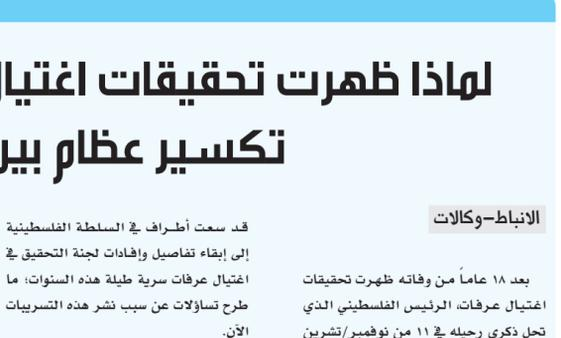 لماذا ظهرت تحقيقات
تكسير عظام
الانباط-وكالات
بعد ١٨ عاماً من وفاته ظهرت تحقيقات
اغتيال عرفات، الرئيس الفلسطيني الذي
تحل ذكرى رحيله في ١١ من نوفمبر/تشرين
قد سعت أطراف في السلطة الفلسطينية
إلى إبقاء تفاصيل وإفادات لجنة التحقيق في
اغتيال عرفات سرية طيلة هذه السنوات؛ ما
طرح تساؤلات عن سبب نشر هذه التسريبات
الآن.